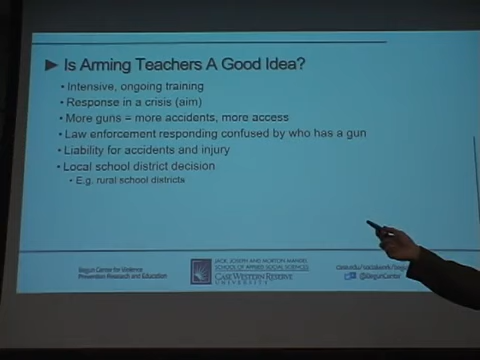 ▶ Is Arming Teachers A Good Idea?
• Intensive, ongoing training
• Response in a crisis (aim)
• More guns = more accidents, more access
• Law enforcement responding confused by who has a gun
• Liability for accidents and injury
• Local school district decision
• E.g. rural school districts
Begun Center for Violence
Prevention Research and Education
JACK, JOSEPH AND MORTON MANDEL
SCHOOL OF APPLIED SOCIAL SCIENCES
CASE WESTERN RESERVE
UNIVERSITY
@BegunCenter